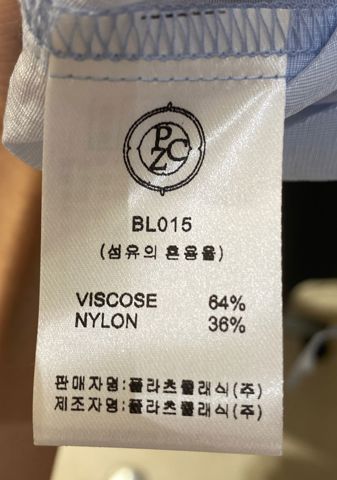 PZC
BL015
(섬유의 혼용율)
VISCOSE 64%
NYLON 36%
판매자명:플라츠클래식(주)
제조자명:플라츠클래식(주)